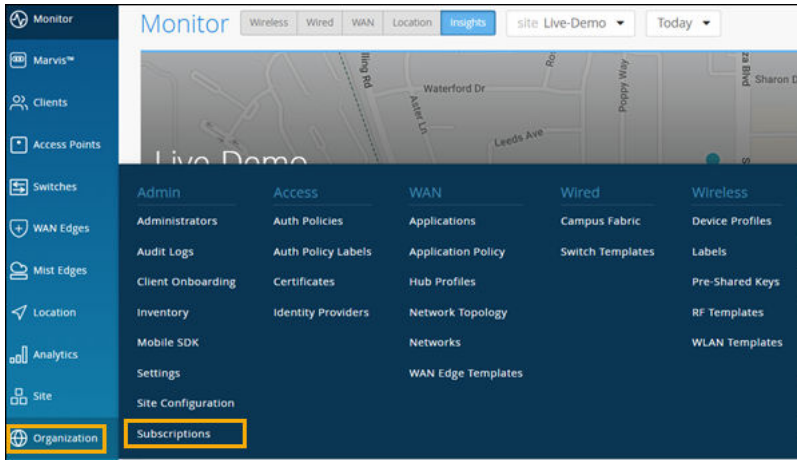 Monitor
Marvis™
Clients
Access Points
Switches
WAN Edges
Mist Edges
Location
Analytics
Site
Organization
Monitor Wireless Wired WAN Location Insights site Live-Demo Today
Waterford Dr
Aster Ln
Leeds Ave
Poppy Way
Sharon D
Live Demo
Admin
Administrators
Audit Logs
Client Onboarding
Inventory
Mobile SDK
Settings
Site Configuration
Subscriptions
Access
Auth Policies
Auth Policy Labels
Certificates
Identity Providers
WAN
Applications
Application Policy
Hub Profiles
Network Topology
Networks
WAN Edge Templates
Wired
Campus Fabric
Switch Templates
Wireless
Device Profiles
Labels
Pre-Shared Keys
RF Templates
WLAN Templates